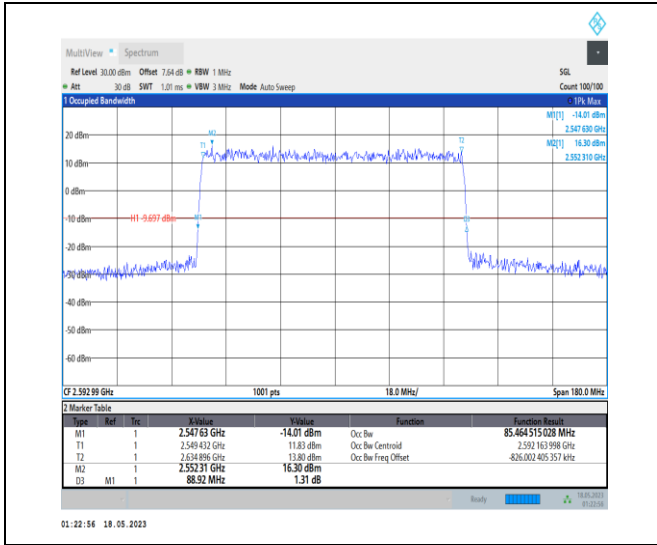 MultiView Spectrum
Ref Level 30.00 dBm Offset 7.64 dB RBW 1 MHz SGL
Att 30 dB SWT 1.01 ms VBW 3 MHz Mode Auto Sweep Count 100/100
1 Occupied Bandwidth 1Pk Max
M1[1] -14.01 dBm
2.547 630 GHz
M2[1] 16.30 dBm
2.552 310 GHz
20 dBm
M2
T1
T2
10 dBm
0 dBm
-10 dBm H1 -9.697 dBm M1 D3
-20 dBm
-30 dBm
-40 dBm
-50 dBm
-60 dBm
CF 2.592 99 GHz 1001 pts 18.0 MHz/ Span 180.0 MHz
2 Marker Table
Type Ref Trc X-Value Y-Value Function Function Result
M1 1 2.547 63 GHz -14.01 dBm Occ Bw 85.464 515 028 MHz
T1 1 2.549 432 GHz 11.83 dBm Occ Bw Centroid 2.592 163 998 GHz
T2 1 2.634 896 GHz 13.80 dBm Occ Bw Freq Offset -826.002 405 357 kHz
M2 1 2.552 31 GHz 16.30 dBm
D3 M1 1 88.92 MHz 1.31 dB
Ready 18.05.2023
01:22:56
01:22:56 18.05.2023